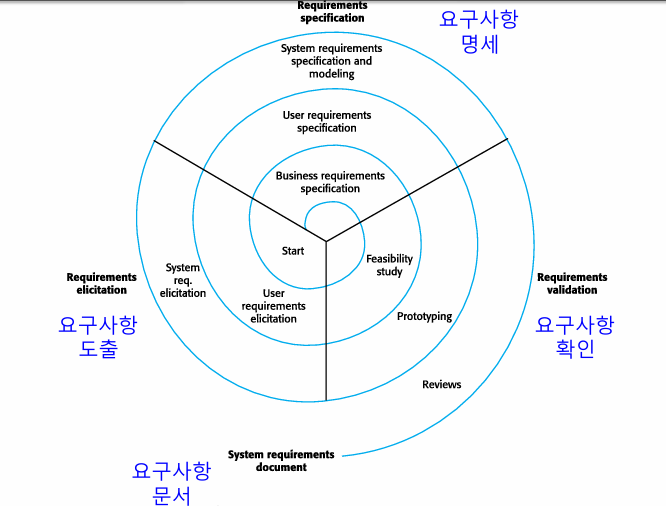 Requirements
specification
요구사항
명세
System requirements
specification and
modeling
User requirements
specification
Business requirements
specification
Start
Feasibility
study
System
req.
elicitation
User
requirements
elicitation
Requirements
elicitation
요구사항
도출
Requirements
validation
요구사항
확인
Prototyping
Reviews
System requirements
document
요구사항
문서